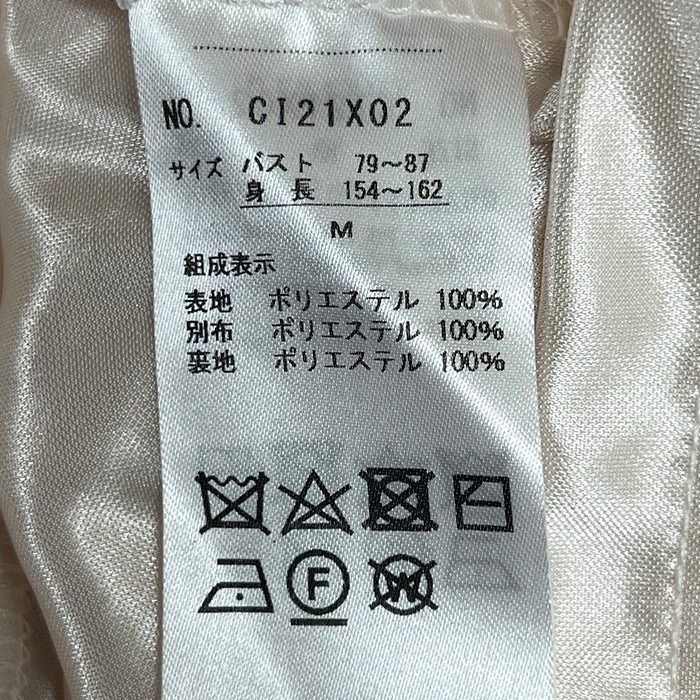 NO. CI21X02
サイズ バスト 79~87
身長 154~162
M
組成表示
表地 ポリエステル 100%
別布 ポリエステル 100%
裏地 ポリエステル 100%
F W